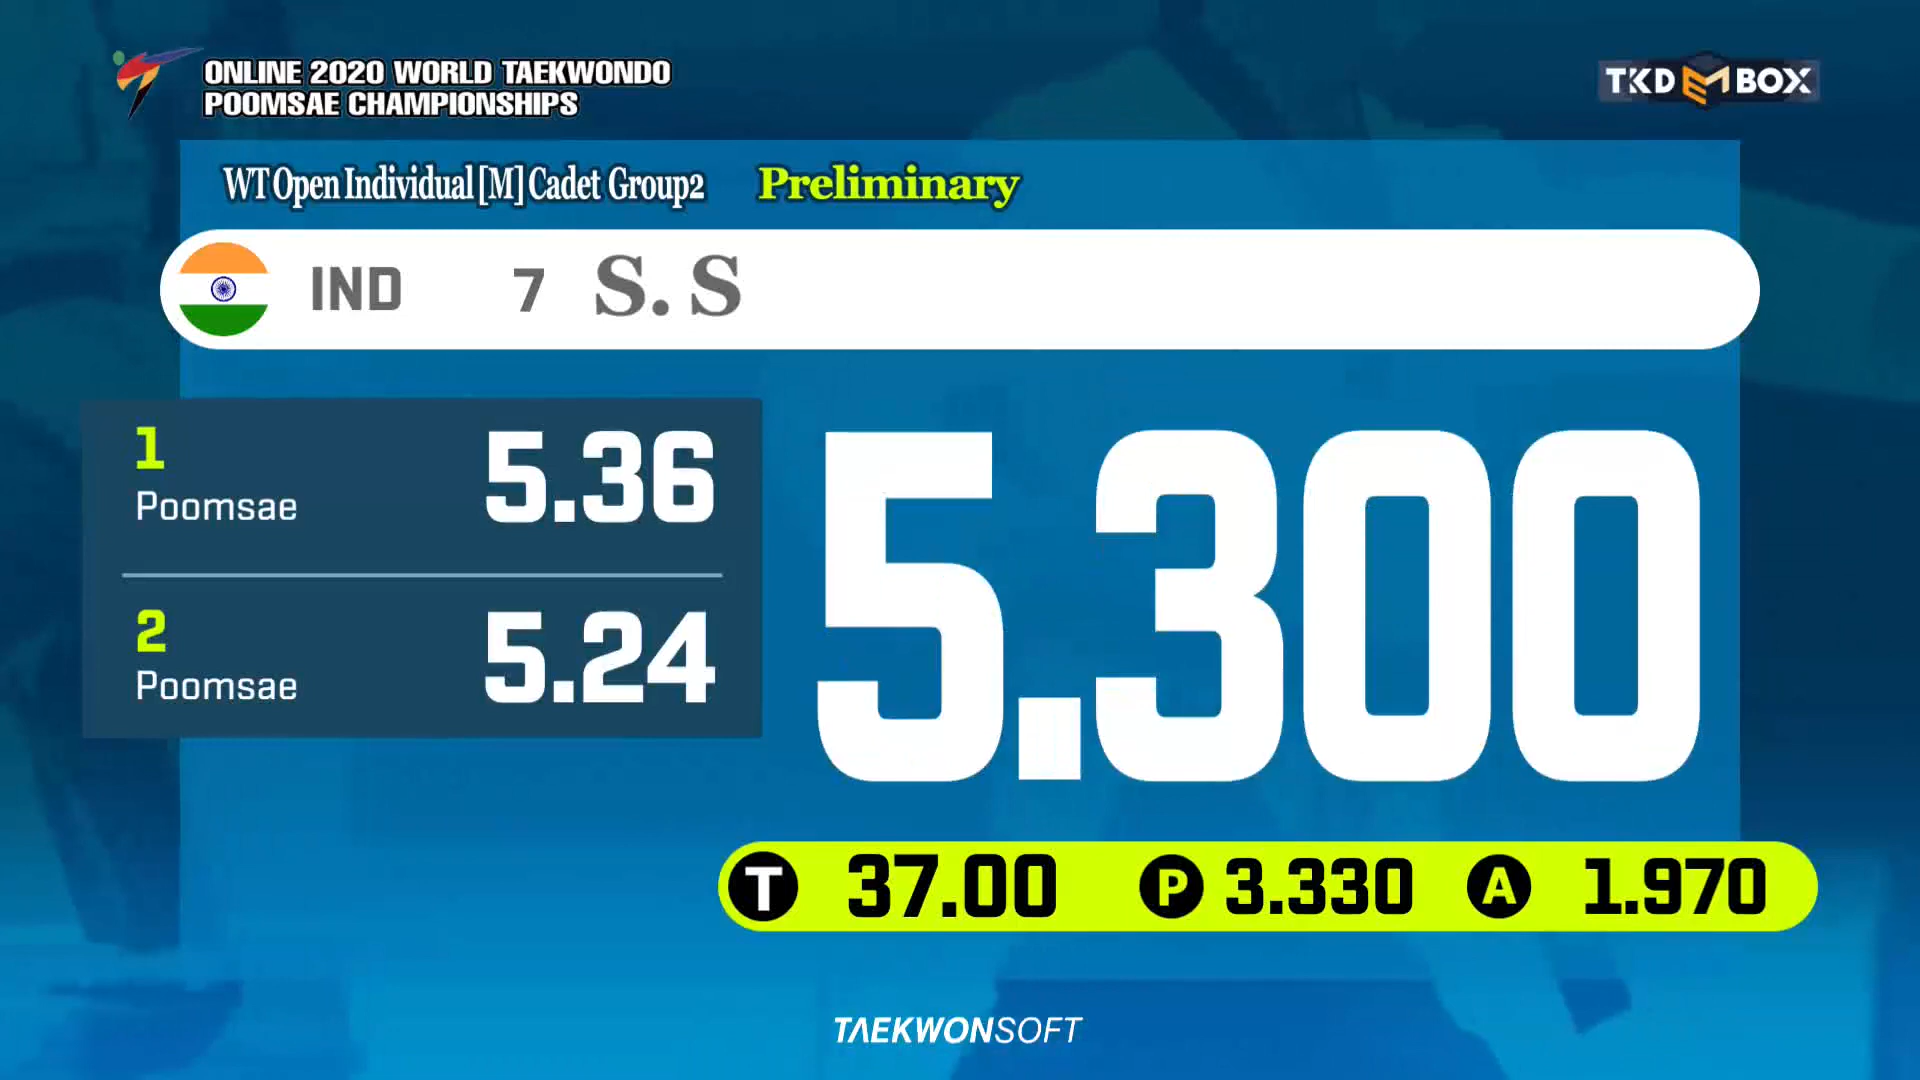 ONLINE 2020 WORLD TAEKWONDO
POOMSAE CHAMPIONSHIPS
TKD BOX
WT Open Individual [M] Cadet Group2 Preliminary
IND 7 S. S
1
Poomsae 5.36
2
Poomsae 5.24
5.300
T 37.00 P 3.330 A 1.970
TAEKWONSOFT